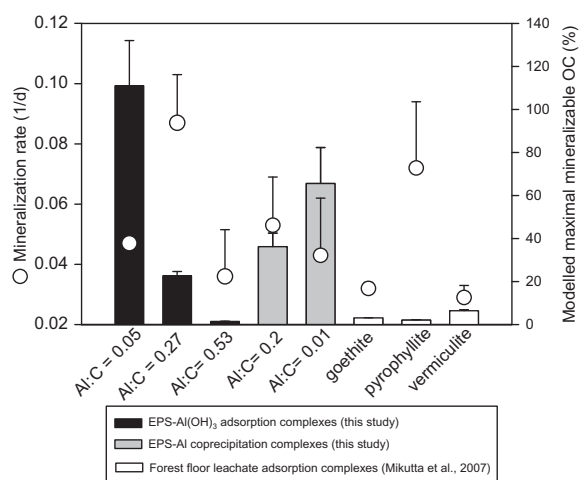 0.12
0.10
0.08
0.06
0.04
0.02
Mineralization rate (1/d)
140
120
100
80
60
40
20
0
Modelled maximal mineralizable OC (%)
Al:C = 0.05
Al:C = 0.27
Al:C = 0.53
Al:C= 0.2
Al:C = 0.01
goethite
pyrophyllite
vermiculite
EPS-Al(OH)₃ adsorption complexes (this study)
EPS-Al coprecipitation complexes (this study)
Forest floor leachate adsorption complexes (Mikutta et al., 2007)